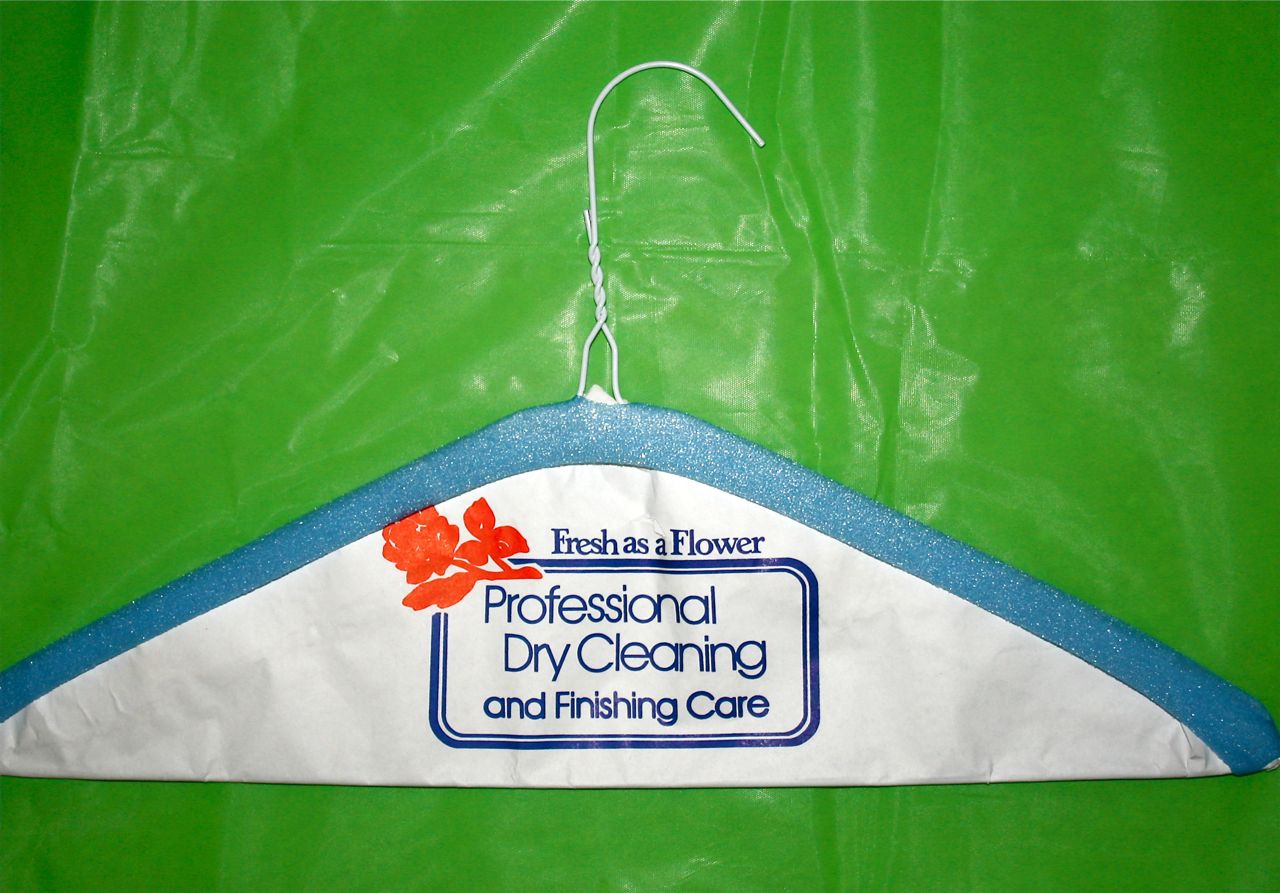 Fresh as a Flower
Professional
Dry Cleaning
and Finishing Care